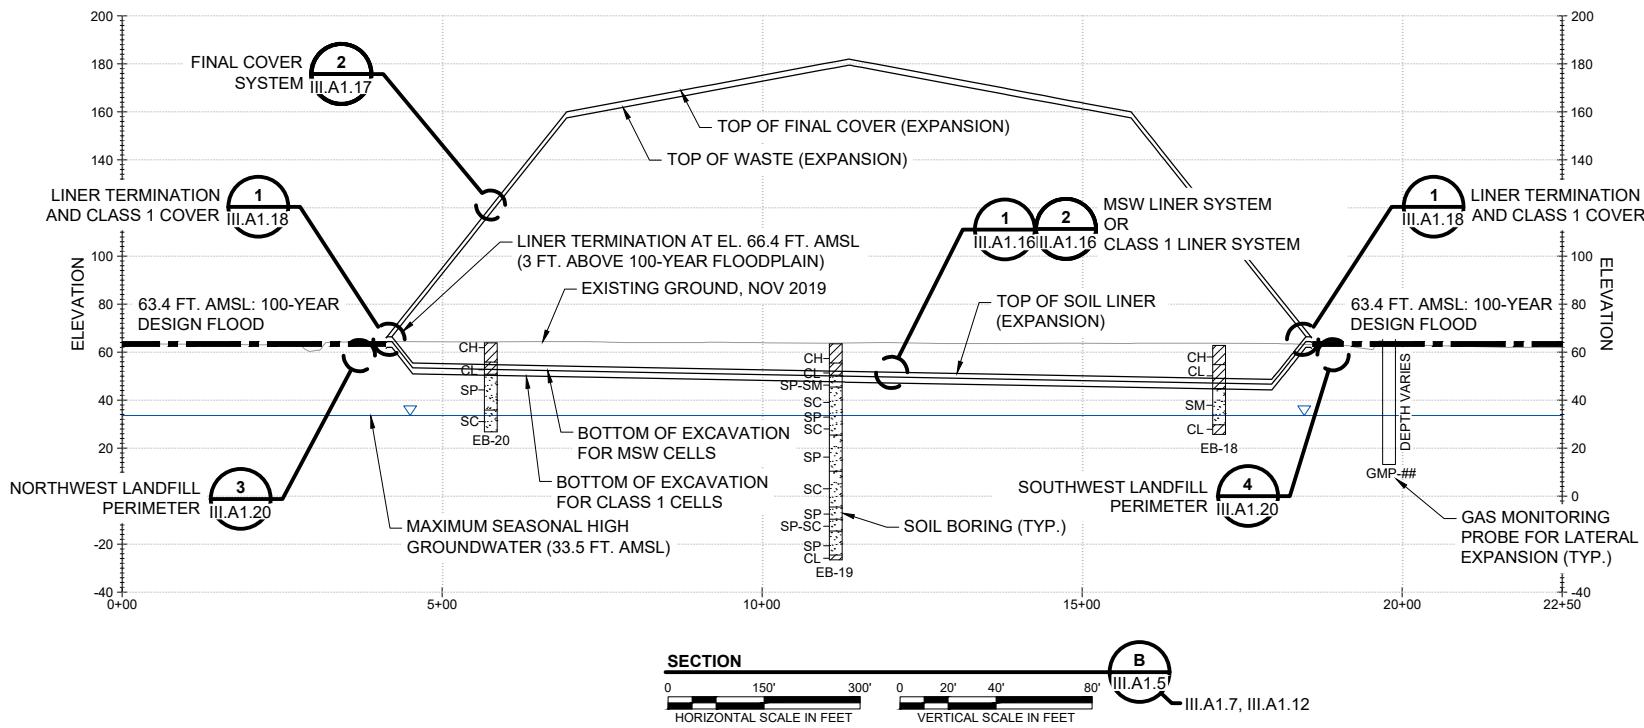 200
180
160
140
100
80
60
40
20
0
-20
-40
ELEVATION
200
180
160
140
100
80
60
40
20
0
-20
-40
ELEVATION
0+00
5+00
10+00
15+00
20+00
22+50
FINAL COVER
SYSTEM
2
III.A1.17
TOP OF FINAL COVER (EXPANSION)
TOP OF WASTE (EXPANSION)
LINER TERMINATION
AND CLASS 1 COVER
1
III.A1.18
LINER TERMINATION AT EL. 66.4 FT. AMSL
(3 FT. ABOVE 100-YEAR FLOODPLAIN)
EXISTING GROUND, NOV 2019
1
III.A1.16
2
III.A1.16
MSW LINER SYSTEM
OR
CLASS 1 LINER SYSTEM
TOP OF SOIL LINER
(EXPANSION)
1
III.A1.18
LINER TERMINATION
AND CLASS 1 COVER
63.4 FT. AMSL: 100-YEAR
DESIGN FLOOD
63.4 FT. AMSL: 100-YEAR
DESIGN FLOOD
CH
CL
SP
SC
EB-20
CH
CL
SP-SM
SC
SP
SC
SP
SC
SP
SP-SC
SP
CL
EB-19
CH
CL
SM
CL
EB-18
DEPTH VARIES
GMP-##
BOTTOM OF EXCAVATION
FOR MSW CELLS
BOTTOM OF EXCAVATION
FOR CLASS 1 CELLS
NORTHWEST LANDFILL
PERIMETER
3
III.A1.20
MAXIMUM SEASONAL HIGH
GROUNDWATER (33.5 FT. AMSL)
SOIL BORING (TYP.)
SOUTHWEST LANDFILL
PERIMETER
4
III.A1.20
GAS MONITORING
PROBE FOR LATERAL
EXPANSION (TYP.)
SECTION
B
III.A1.5
III.A1.7, III.A1.12
0 150' 300'
HORIZONTAL SCALE IN FEET
0 20' 40' 80'
VERTICAL SCALE IN FEET